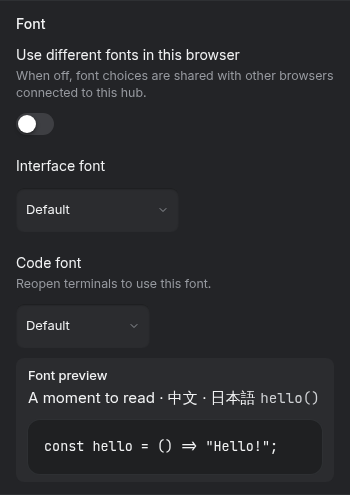 Font
Use different fonts in this browser
When off, font choices are shared with other browsers
connected to this hub.
Interface font
Default
Code font
Reopen terminals to use this font.
Default
Font preview
A moment to read · 中文 · 日本語 hello()
const hello = () => "Hello!";